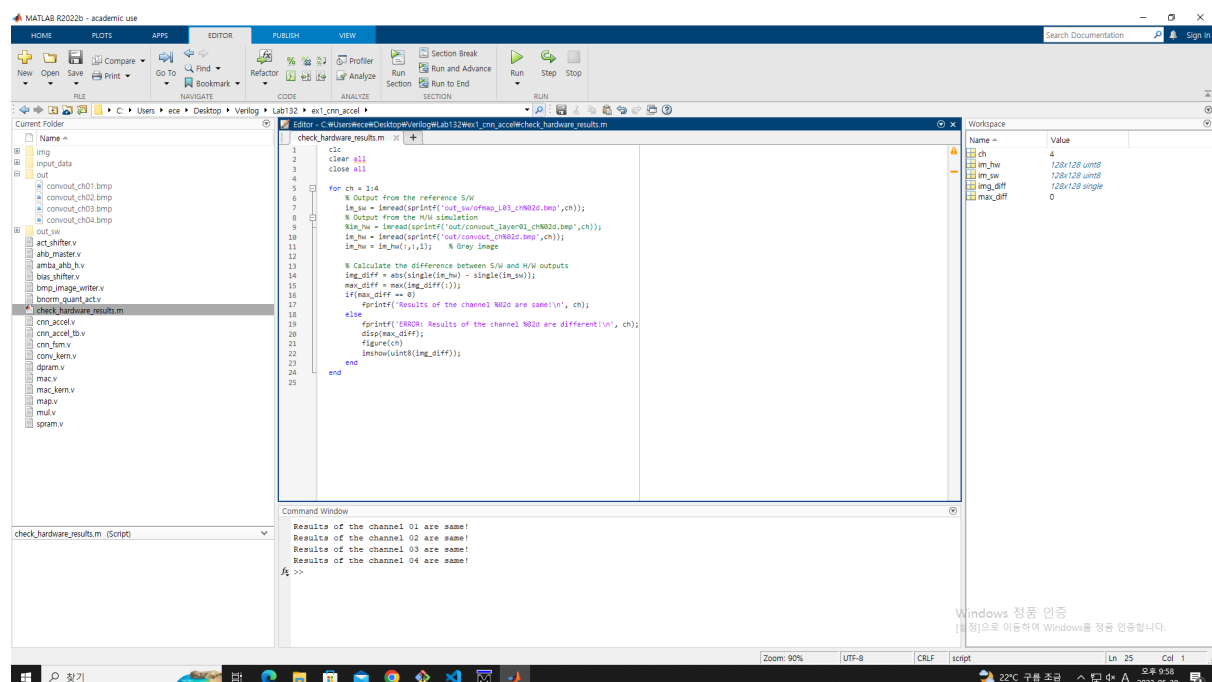 MATLAB R2022b - academic use
HOME PLOTS APPS EDITOR PUBLISH VIEW Search Documentation Sign In
New Open Save Compare Print Go To Find Bookmark Refactor Profiler Analyze Run Section Section Break Run and Advance Run to End Run Step Stop
FILE NAVIGATE CODE ANALYZE SECTION RUN
C: Users ece Desktop Verilog Lab132 ex1_cnn_accel
Current Folder
Name
img
input_data
out
convout_ch01.bmp
convout_ch02.bmp
convout_ch03.bmp
convout_ch04.bmp
out_sw
act_shifter.v
ahb_master.v
amba_ahb_h.v
bias_shifter.v
bmp_image_writer.v
bnorm_quant_act.v
check_hardware_results.m
cnn_accel.v
cnn_accel_tb.v
cnn_fsm.v
conv_kern.v
dpram.v
mac.v
mac_kern.v
map.v
mul.v
spram.v
check_hardware_results.m (Script)
Editor - C:₩Users₩ece₩Desktop₩Verilog₩Lab132₩ex1_cnn_accel₩check_hardware_results.m
check_hardware_results.m
1 clc
2 clear all
3 close all
4
5 for ch = 1:4
6 % Output from the reference S/W
7 im_sw = imread(sprintf('out_sw/ofmap_L03_ch%02d.bmp',ch));
8 % Output from the H/W simulation
9 %im_hw = imread(sprintf('out/convout_layer01_ch%02d.bmp',ch));
10 im_hw = imread(sprintf('out/convout_ch%02d.bmp',ch));
11 im_hw = im_hw(:,:,1); % Gray image
12
13 % Calculate the difference between S/W and H/W outputs
14 img_diff = abs(single(im_hw) - single(im_sw));
15 max_diff = max(img_diff(:));
16 if(max_diff == 0)
17 fprintf('Results of the channel %02d are same!\n', ch);
18 else
19 fprintf('ERROR: Results of the channel %02d are different!\n', ch);
20 disp(max_diff);
21 figure(ch)
22 imshow(uint8(img_diff));
23 end
24 end
25
Command Window
Results of the channel 01 are same!
Results of the channel 02 are same!
Results of the channel 03 are same!
Results of the channel 04 are same!
fx >>
Workspace
Name Value
ch 4
im_hw 128x128 uint8
im_sw 128x128 uint8
img_diff 128x128 single
max_diff 0
Windows 정품 인증
[설정]으로 이동하여 Windows를 정품 인증합니다.
Zoom: 90% UTF-8 CRLF script Ln 25 Col 1
찾기
22°C 구름 조금 A 오후 9:58